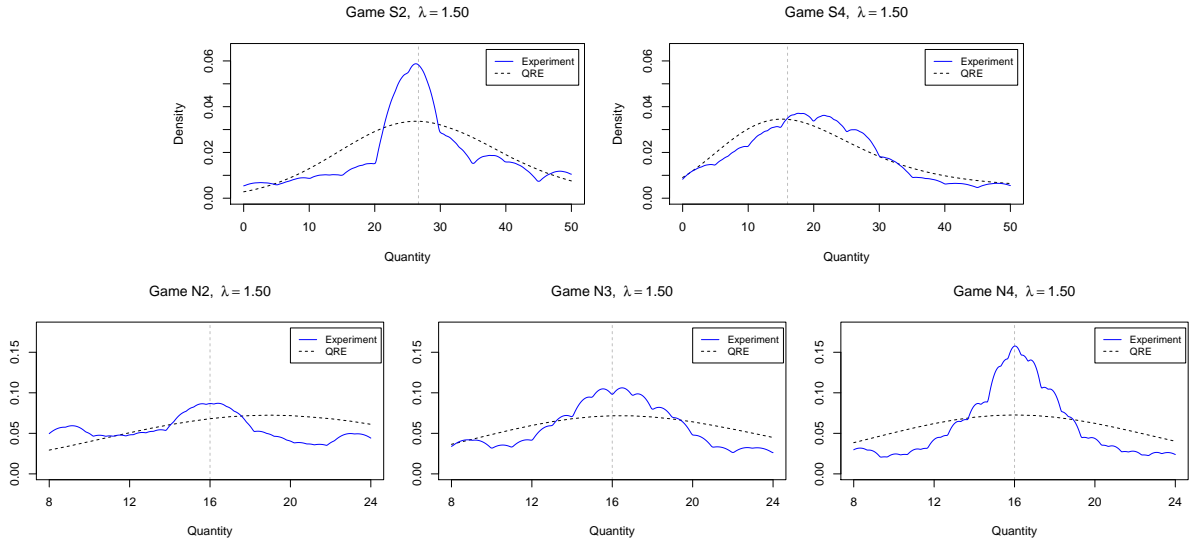 Game S2, λ = 1.50
Density
0.00 0.02 0.04 0.06
Experiment
QRE
0 10 20 30 40 50
Quantity
Game S4, λ = 1.50
Density
0.00 0.02 0.04 0.06
Experiment
QRE
0 10 20 30 40 50
Quantity
Game N2, λ = 1.50
Density
0.00 0.05 0.10 0.15
Experiment
QRE
8 12 16 20 24
Quantity
Game N3, λ = 1.50
0.00 0.05 0.10 0.15
Experiment
QRE
8 12 16 20 24
Quantity
Game N4, λ = 1.50
0.00 0.05 0.10 0.15
Experiment
QRE
8 12 16 20 24
Quantity